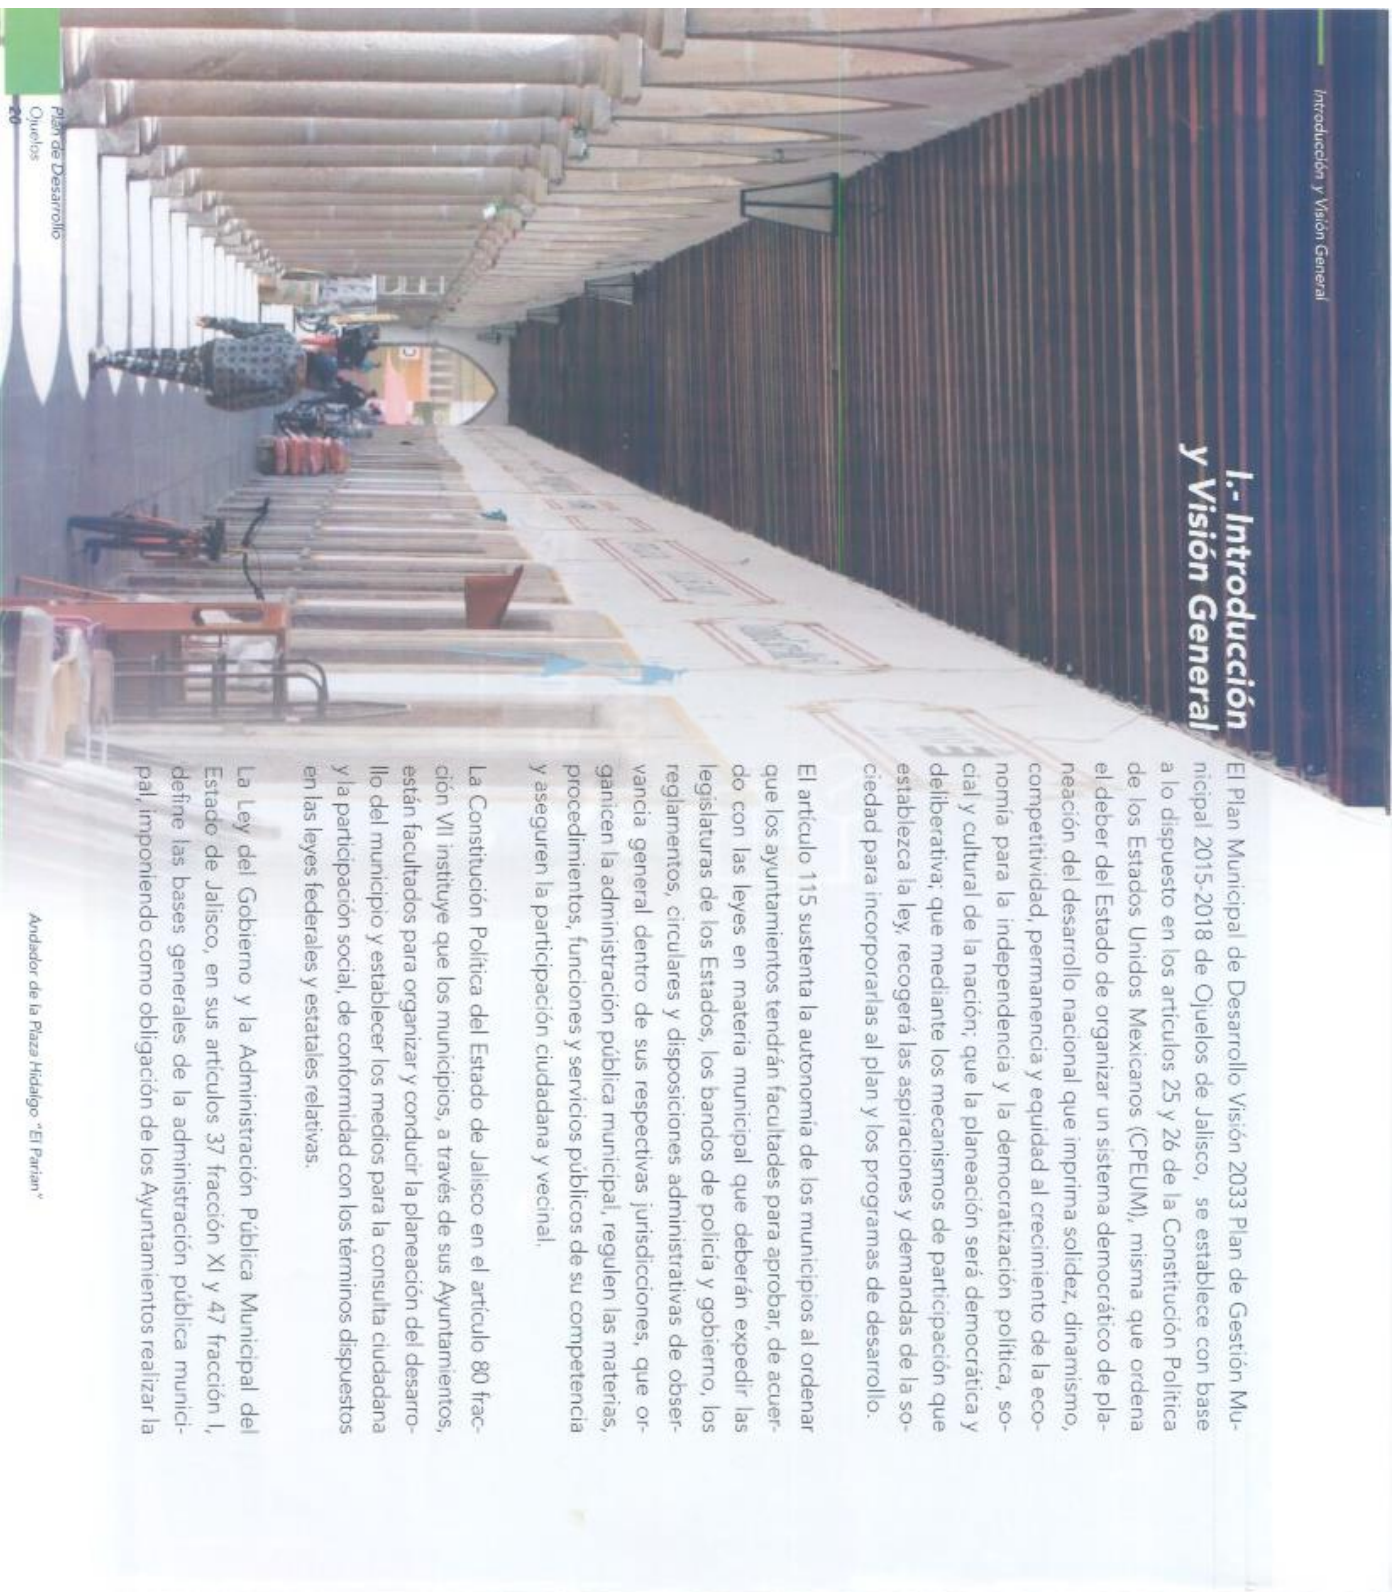 Introducción y Visión General
I.- Introducción
y Visión General
El Plan Municipal de Desarrollo Visión 2033 Plan de Gestión Mu-
nicipal 2015-2018 de Ojuelos de Jalisco, se establece con base
a lo dispuesto en los artículos 25 y 26 de la Constitución Política
de los Estados Unidos Mexicanos (CPEUM), misma que ordena
el deber del Estado de organizar un sistema democrático de pla-
neación del desarrollo nacional que imprima solidez, dinamismo,
competitividad, permanencia y equidad al crecimiento de la eco-
nomía para la independencia y la democratización política, so-
cial y cultural de la nación; que la planeación será democrática y
deliberativa; que mediante los mecanismos de participación que
establezca la ley, recogerá las aspiraciones y demandas de la so-
ciedad para incorporarlas al plan y los programas de desarrollo.
El artículo 115 sustenta la autonomía de los municipios al ordenar
que los ayuntamientos tendrán facultades para aprobar, de acuer-
do con las leyes en materia municipal que deberán expedir las
legislaturas de los Estados, los bandos de policía y gobierno, los
reglamentos, circulares y disposiciones administrativas de obser-
vancia general dentro de sus respectivas jurisdicciones, que or-
ganicen la administración pública municipal, regulen las materias,
procedimientos, funciones y servicios públicos de su competencia
y aseguren la participación ciudadana y vecinal.
La Constitución Política del Estado de Jalisco en el artículo 80 frac-
ción VII instituye que los municipios, a través de sus Ayuntamientos,
están facultados para organizar y conducir la planeación del desarro-
llo del municipio y establecer los medios para la consulta ciudadana
y la participación social, de conformidad con los términos dispuestos
en las leyes federales y estatales relativas.
La Ley del Gobierno y la Administración Pública Municipal del
Estado de Jalisco, en sus artículos 37 fracción XI y 47 fracción I,
define las bases generales de la administración pública munici-
pal, imponiendo como obligación de los Ayuntamientos realizar la
Plan de Desarrollo
Ojuelos
20
Andador de la Plaza Hidalgo "El Parian"